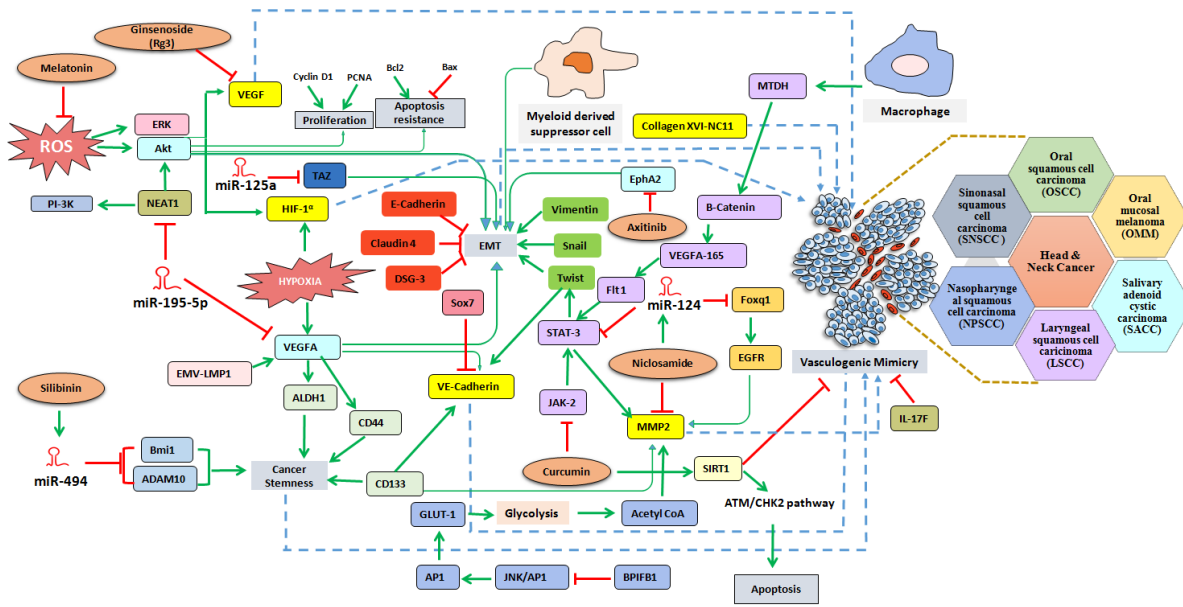 Ginsenoside
(Rg3)
Melatonin
VEGF
Cyclin D1
PCNA
Bcl2
Bax
Proliferation
Apoptosis
resistance
ROS
ERK
Akt
miR-125a
TAZ
PI-3K
NEAT1
HIF-1α
Myeloid derived
suppressor cell
MTDH
Macrophage
Collagen XVI-NC11
EphA2
Axitinib
B-Catenin
VEGFA-165
Flt1
E-Cadherin
Claudin 4
DSG-3
EMT
Vimentin
Snail
Twist
HYPOXIA
miR-195-5p
Sox7
miR-124
Foxq1
STAT-3
EGFR
VEGFA
EMV-LMP1
VE-Cadherin
Niclosamide
JAK-2
MMP2
Silibinin
ALDH1
CD44
miR-494
Bmi1
ADAM10
Cancer
Stemness
CD133
Curcumin
SIRT1
ATM/CHK2 pathway
GLUT-1
Glycolysis
Acetyl CoA
AP1
JNK/AP1
BPIFB1
Apoptosis
Vasculogenic Mimicry
IL-17F
Oral
squamous cell
carcinoma
(OSCC)
Sinonasal
squamous
cell
carcinoma
(SNSCC)
Oral
mucosal
melanoma
(OMM)
Head &
Neck Cancer
Nasopharynge
al squamous
cell carcinoma
(NPSCC)
Salivary
adenoid
cystic
carcinoma
(SACC)
Laryngeal
squamous cell
caricinoma
(LSCC)